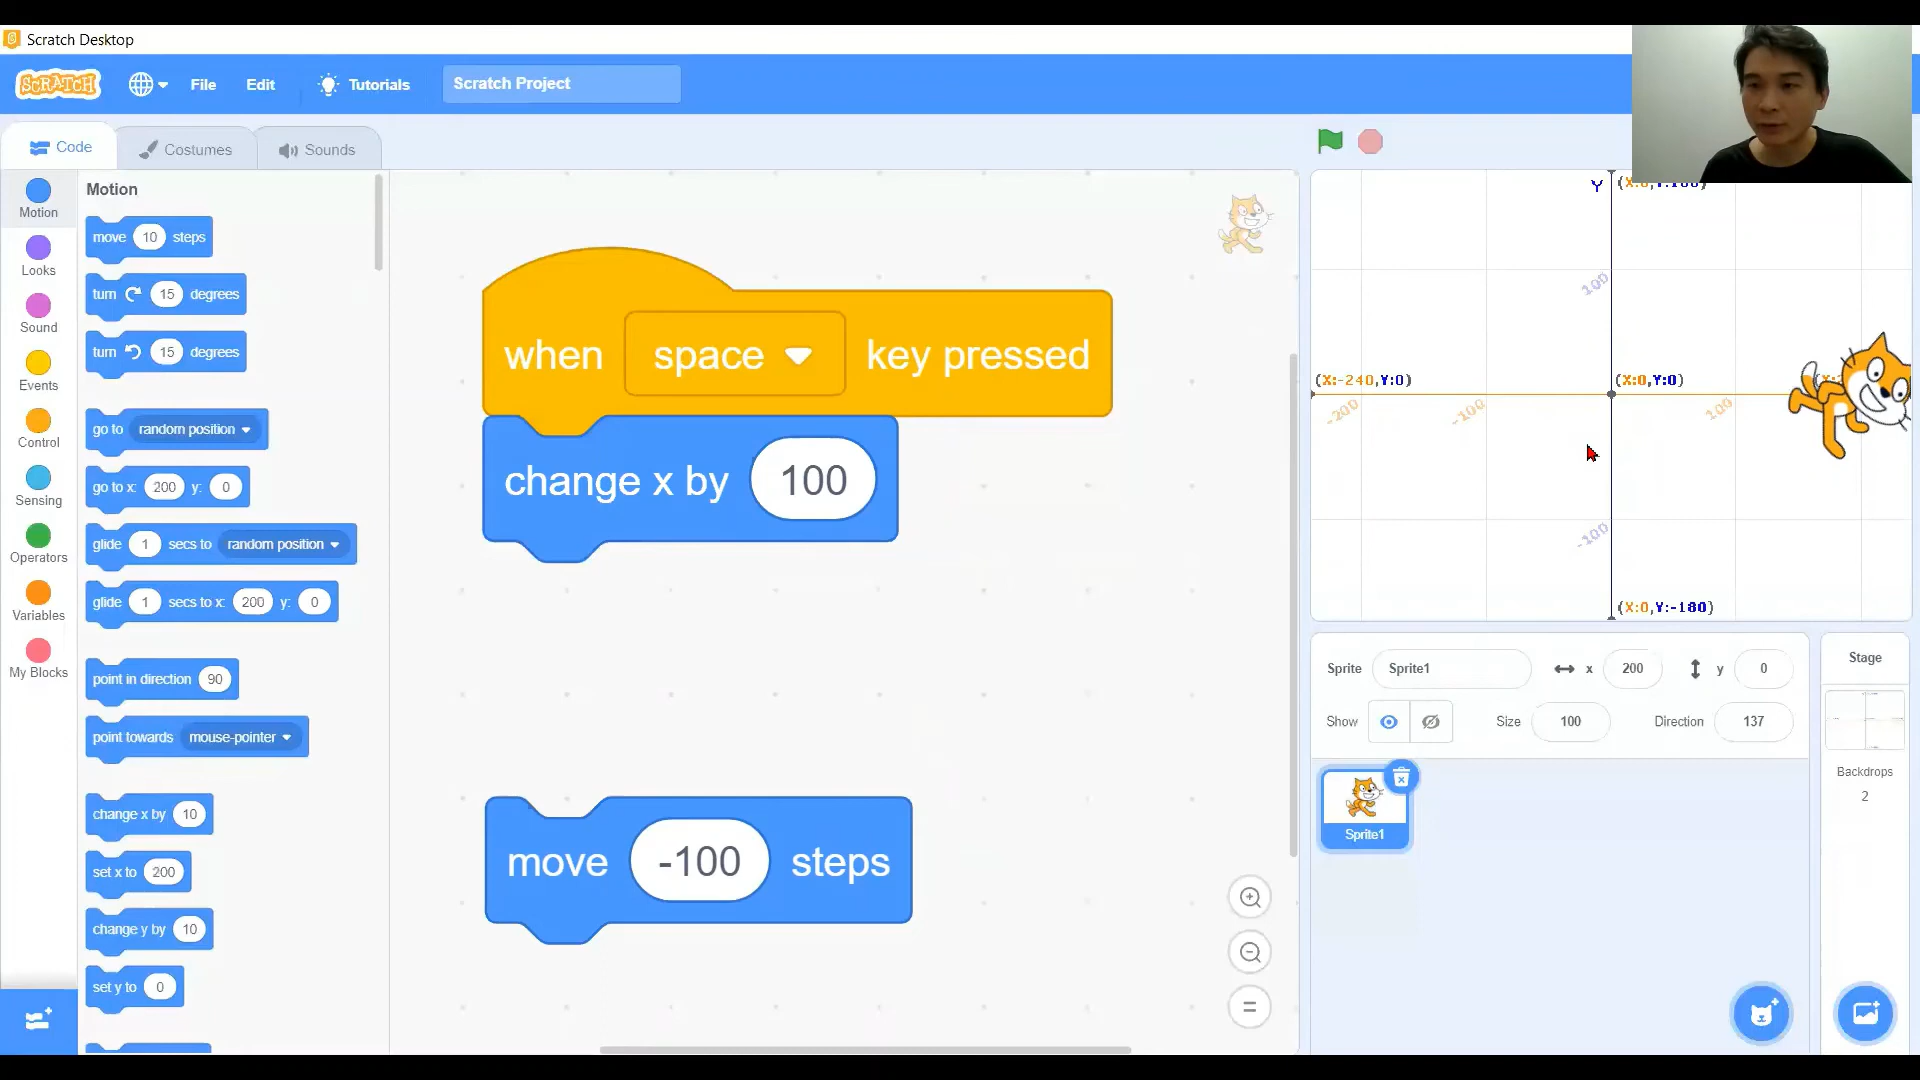 Scratch Desktop
SCRATCH
File
Edit
Tutorials
Scratch Project
Code
Costumes
Sounds
Motion
Looks
Sound
Events
Control
Sensing
Operators
Variables
My Blocks
Motion
move 10 steps
turn 15 degrees
turn 15 degrees
go to random position
go to x: 200 y: 0
glide 1 secs to random position
glide 1 secs to x: 200 y: 0
point in direction 90
point towards mouse-pointer
change x by 10
set x to 200
change y by 10
set y to 0
when space key pressed
change x by 100
move -100 steps
Y
100
(X:-240,Y:0)
(X:0,Y:0)
-200
-100
100
-100
(X:0,Y:-180)
Sprite
Sprite1
x 200
y 0
Show
Size 100
Direction 137
Sprite1
Stage
Backdrops
2